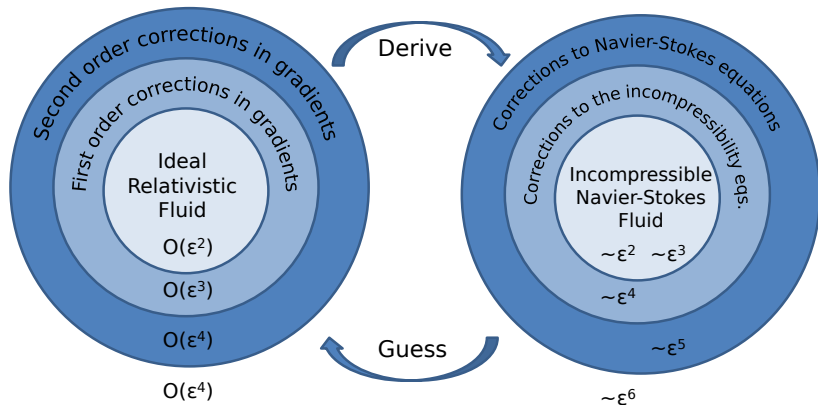 Second order corrections in gradients
First order corrections in gradients
Ideal
Relativistic
Fluid
O(ε²)
O(ε³)
O(ε⁴)
O(ε⁴)
Derive
Guess
Corrections to Navier-Stokes equations
Corrections to the incompressibility eqs.
Incompressible
Navier-Stokes
Fluid
~ε² ~ε³
~ε⁴
~ε⁵
~ε⁶